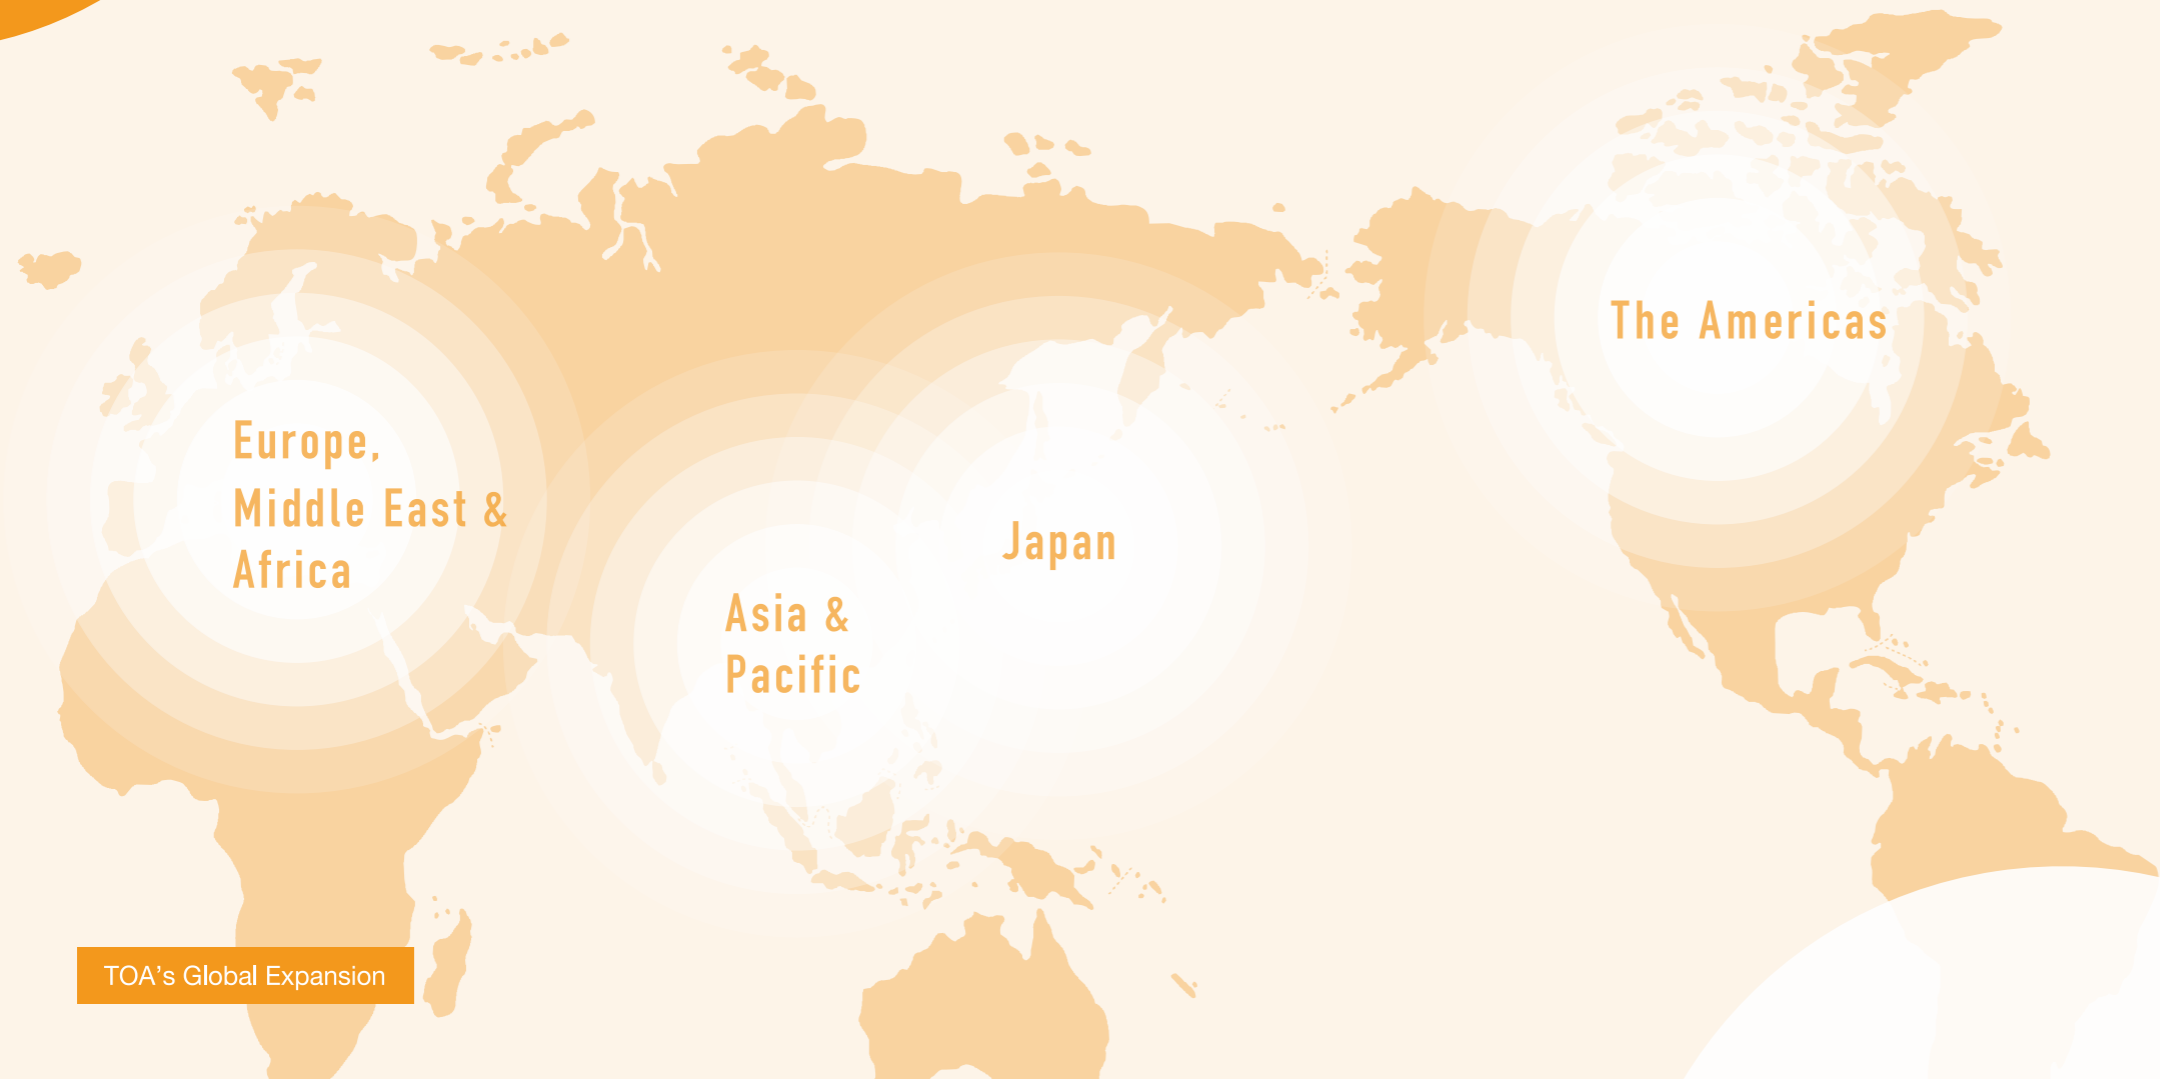 The Americas
Europe,
Middle East &
Africa
Japan
Asia &
Pacific
TOA’s Global Expansion